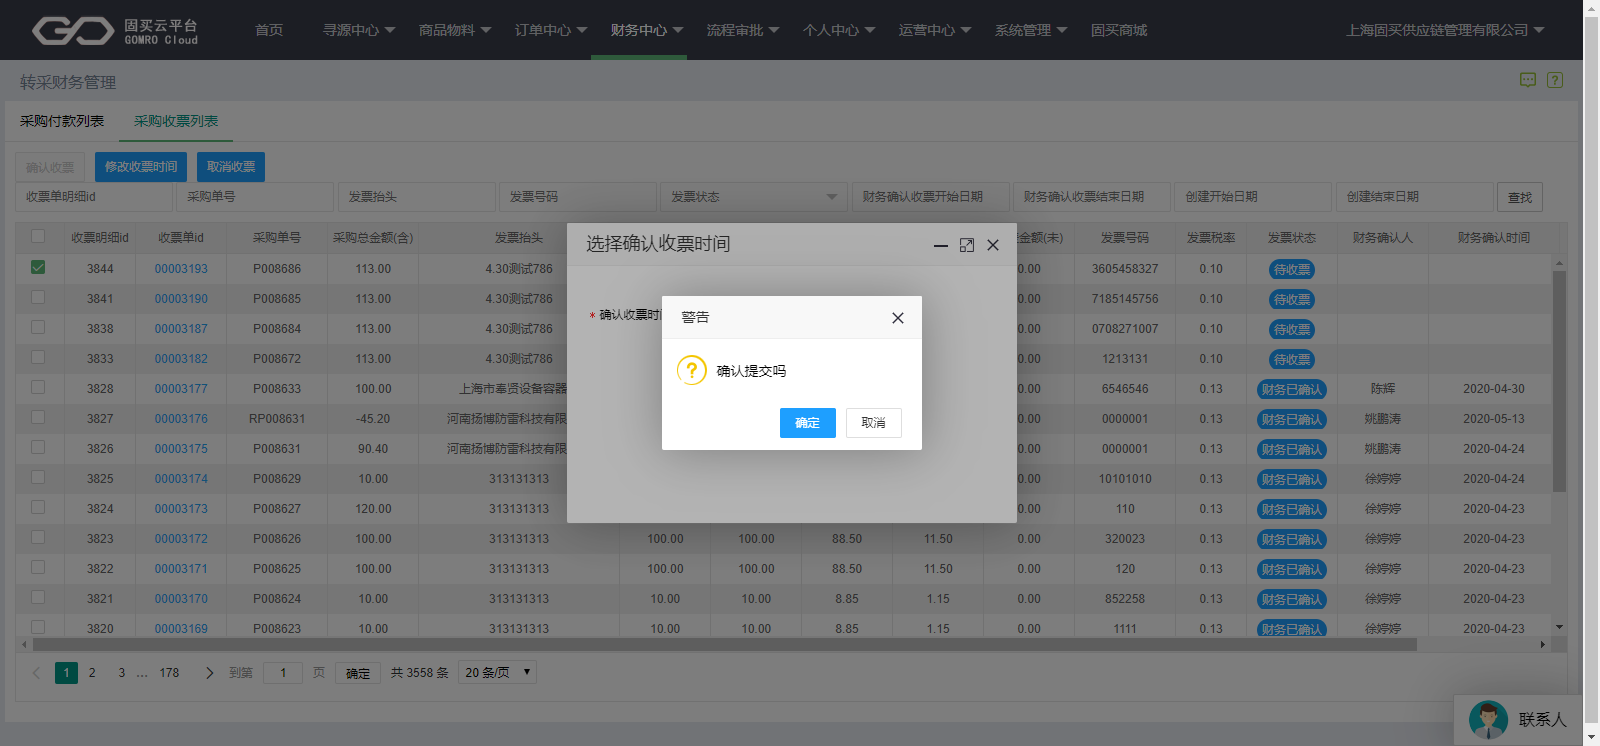 固买云平台
GOMRO Cloud
首页 寻源中心 商品物料 订单中心 财务中心 流程审批 个人中心 运营中心 系统管理 固买商城 上海固买供应链管理有限公司
转采财务管理
采购付款列表 采购收票列表
确认收票 修改收票时间 取消收票
收票单明细id 采购单号 发票抬头 发票号码 发票状态 财务确认收票开始日期 财务确认收票结束日期 创建开始日期 创建结束日期 查找
收票明细id 收票单id 采购单号 采购总金额(含) 发票抬头 金额(未) 发票号码 发票税率 发票状态 财务确认人 财务确认时间
3844 00003193 P008686 113.00 4.30测试786 0.00 3605458327 0.10 待收票
3841 00003190 P008685 113.00 4.30测试786 0.00 7185145756 0.10 待收票
3838 00003187 P008684 113.00 4.30测试786 0.00 0708271007 0.10 待收票
3833 00003182 P008672 113.00 4.30测试786 0.00 1213131 0.10 待收票
3828 00003177 P008633 100.00 上海市奉贤设备容器 0.00 6546546 0.13 财务已确认 陈辉 2020-04-30
3827 00003176 RP008631 -45.20 河南扬博防雷科技有限 0.00 0000001 0.13 财务已确认 姚鹏涛 2020-05-13
3826 00003175 P008631 90.40 河南扬博防雷科技有限 0.00 0000001 0.13 财务已确认 姚鹏涛 2020-04-24
3825 00003174 P008629 10.00 313131313 0.00 10101010 0.13 财务已确认 徐婷婷 2020-04-24
3824 00003173 P008627 120.00 313131313 0.00 110 0.13 财务已确认 徐婷婷 2020-04-23
3823 00003172 P008626 100.00 313131313 100.00 100.00 88.50 11.50 0.00 320023 0.13 财务已确认 徐婷婷 2020-04-23
3822 00003171 P008625 100.00 313131313 100.00 100.00 88.50 11.50 0.00 120 0.13 财务已确认 徐婷婷 2020-04-23
3821 00003170 P008624 10.00 313131313 10.00 10.00 8.85 1.15 0.00 852258 0.13 财务已确认 徐婷婷 2020-04-23
3820 00003169 P008623 10.00 313131313 10.00 10.00 8.85 1.15 0.00 1111 0.13 财务已确认 徐婷婷 2020-04-23
1 2 3 … 178 到第 1 页 确定 共 3558 条 20 条/页
选择确认收票时间
* 确认收票时
警告
? 确认提交吗
确定 取消
联系人